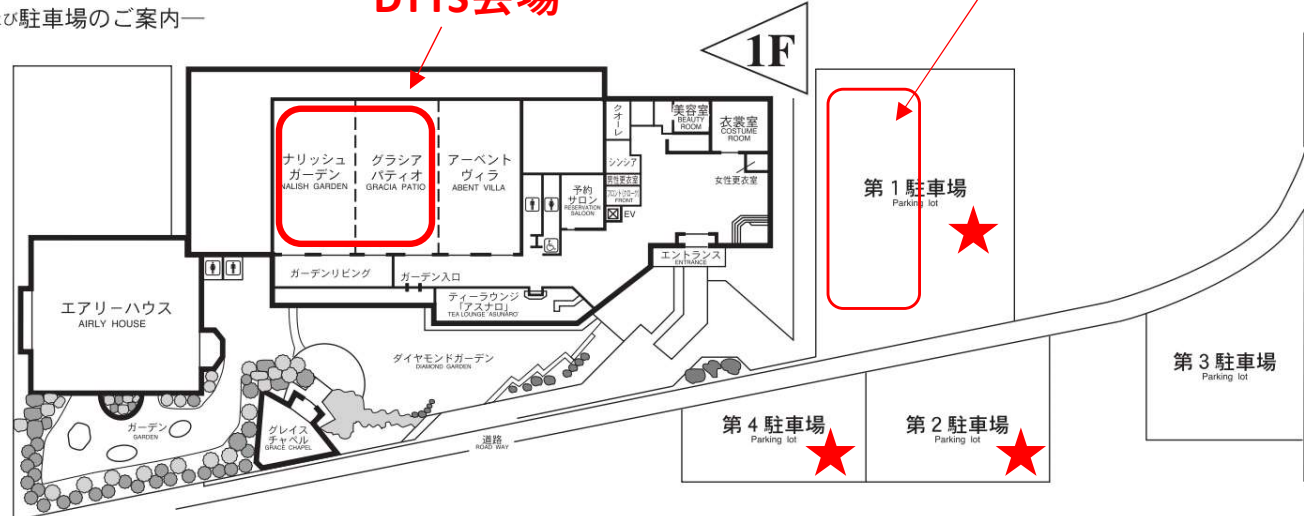 び駐車場のご案内―
DTTS会場
1F
ナリッシュ
ガーデン
NALISH GARDEN
グラシア
パティオ
GRACIA PATIO
アーベント
ヴィラ
ABENT VILLA
クオーレ
美容室
BEAUTY
ROOM
衣裳室
COSTUME
ROOM
シンシア
男性更衣室
女性更衣室
予約
サロン
RESERVATION
SALOON
FRONT
EV
エントランス
ENTRANCE
ガーデンリビング
ガーデン入口
ティーラウンジ
「アスナロ」
TEA LOUNGE "ASUNARO"
エアリーハウス
AIRLY HOUSE
ダイヤモンドガーデン
DIAMOND GARDEN
ガーデン
GARDEN
グレイス
チャペル
GRACE CHAPEL
道路
ROAD WAY
第1駐車場
Parking lot
第2駐車場
Parking lot
第3駐車場
Parking lot
第4駐車場
Parking lot